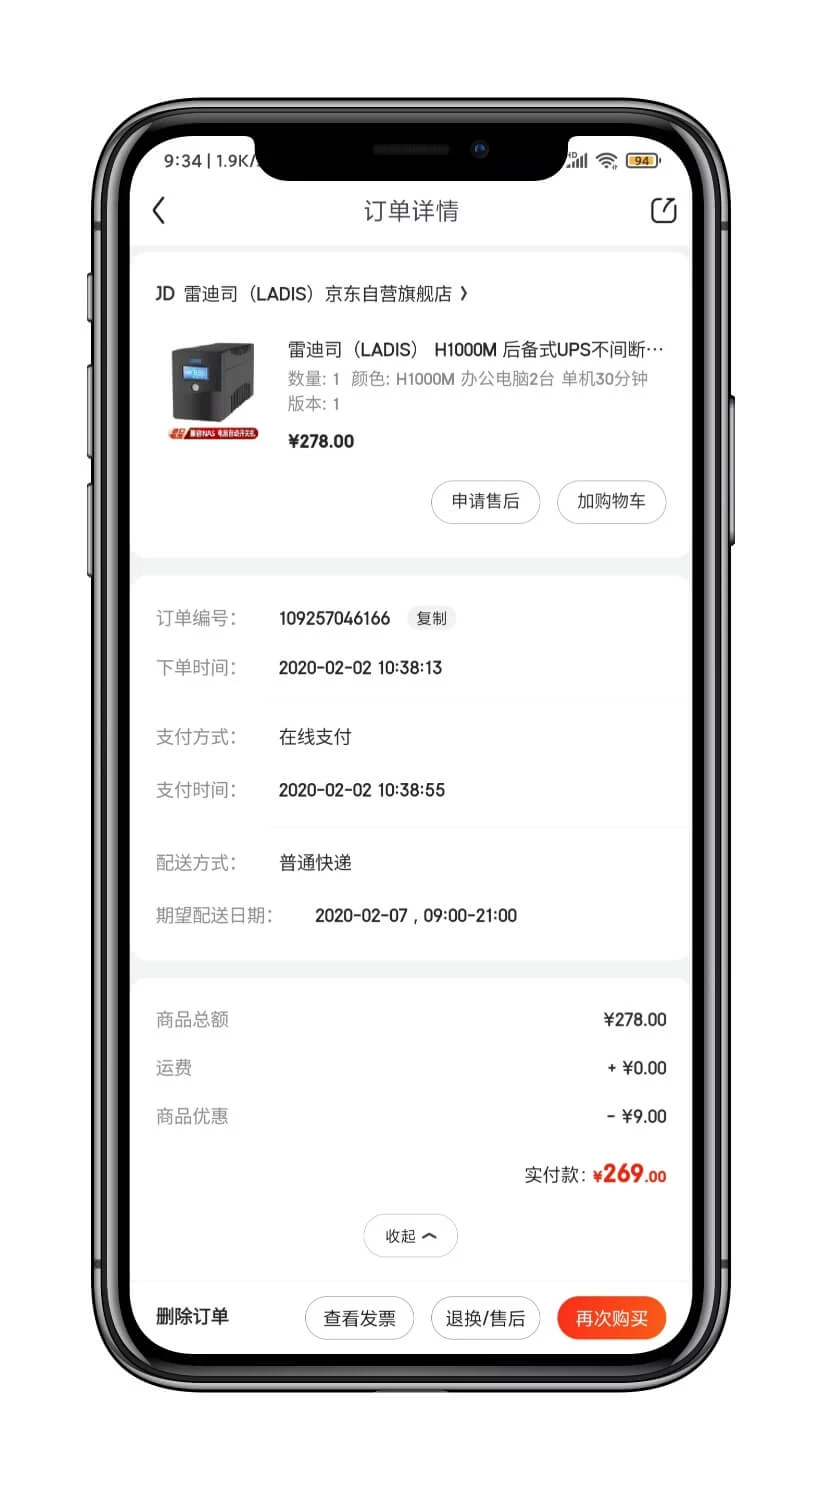 9:34 | 1.9K/
HD
94
订单详情
JD 雷迪司（LADIS）京东自营旗舰店
雷迪司（LADIS） H1000M 后备式UPS不间断···
数量: 1 颜色: H1000M 办公电脑2台 单机30分钟
版本: 1
¥278.00
申请售后 加购物车
订单编号: 109257046166 复制
下单时间: 2020-02-02 10:38:13
支付方式: 在线支付
支付时间: 2020-02-02 10:38:55
配送方式: 普通快递
期望配送日期: 2020-02-07 , 09:00-21:00
商品总额 ¥278.00
运费 + ¥0.00
商品优惠 - ¥9.00
实付款: ¥269.00
收起
删除订单 查看发票 退换/售后 再次购买